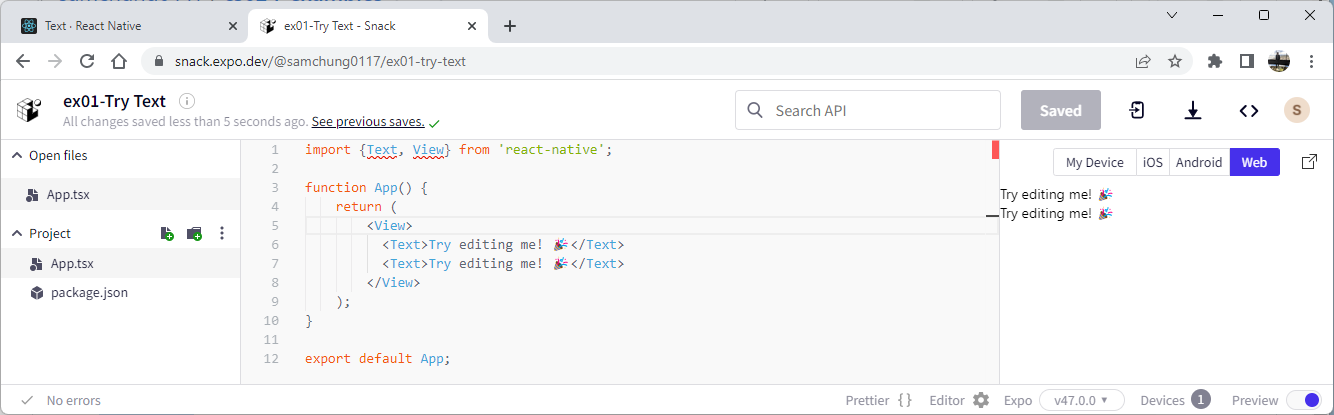 Text · React Native
ex01-Try Text - Snack
snack.expo.dev/@samchung0117/ex01-try-text
ex01-Try Text
All changes saved less than 5 seconds ago. See previous saves.
Search API
Saved
S
Open files
App.tsx
Project
App.tsx
package.json
1 import {Text, View} from 'react-native';
2
3 function App() {
4 return (
5 <View>
6 <Text>Try editing me! 🎉</Text>
7 <Text>Try editing me! 🎉</Text>
8 </View>
9 );
10 }
11
12 export default App;
My Device iOS Android Web
Try editing me! 🎉
Try editing me! 🎉
No errors
Prettier {} Editor Expo v47.0.0 Devices 1 Preview